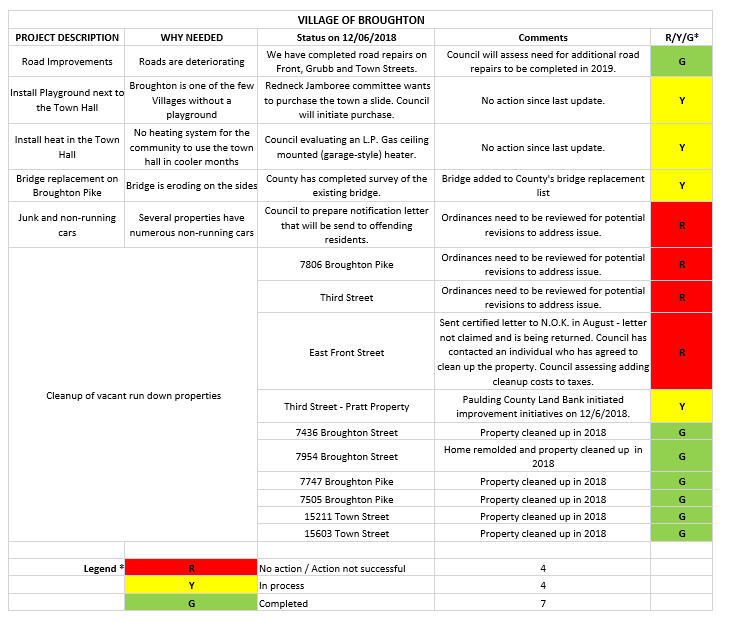 VILLAGE OF BROUGHTON
PROJECT DESCRIPTION WHY NEEDED Status on 12/06/2018 Comments R/Y/G*
Road Improvements Roads are deteriorating We have completed road repairs on
Front, Grubb and Town Streets. Council will assess need for additional road
repairs to be completed in 2019. G
Install Playground next to
the Town Hall Broughton is one of the few
Villages without a
playground Redneck Jamboree committee wants
to purchase the town a slide. Council
will initiate purchase. No action since last update. Y
Install heat in the Town
Hall No heating system for the
community to use the town
hall in cooler months Council evaluating an L.P. Gas ceiling
mounted (garage-style) heater. No action since last update. Y
Bridge replacement on
Broughton Pike Bridge is eroding on the sides County has completed survey of the
existing bridge. Bridge added to County's bridge replacement
list Y
Junk and non-running
cars Several properties have
numerous non-running cars Council to prepare notification letter
that will be send to offending
residents. Ordinances need to be reviewed for potential
revisions to address issue. R
Cleanup of vacant run down properties
7806 Broughton Pike Ordinances need to be reviewed for potential
revisions to address issue. R
Third Street Ordinances need to be reviewed for potential
revisions to address issue. R
East Front Street Sent certified letter to N.O.K. in August - letter
not claimed and is being returned. Council has
contacted an individual who has agreed to
clean up the property. Council assessing adding
cleanup costs to taxes. R
Third Street - Pratt Property Paulding County Land Bank initiated
improvement initiatives on 12/6/2018. Y
7436 Broughton Street Property cleaned up in 2018 G
7954 Broughton Street Home remolded and property cleaned up in
2018 G
7747 Broughton Pike Property cleaned up in 2018 G
7505 Broughton Pike Property cleaned up in 2018 G
15211 Town Street Property cleaned up in 2018 G
15603 Town Street Property cleaned up in 2018 G
Legend * R No action / Action not successful 4
Y In process 4
G Completed 7